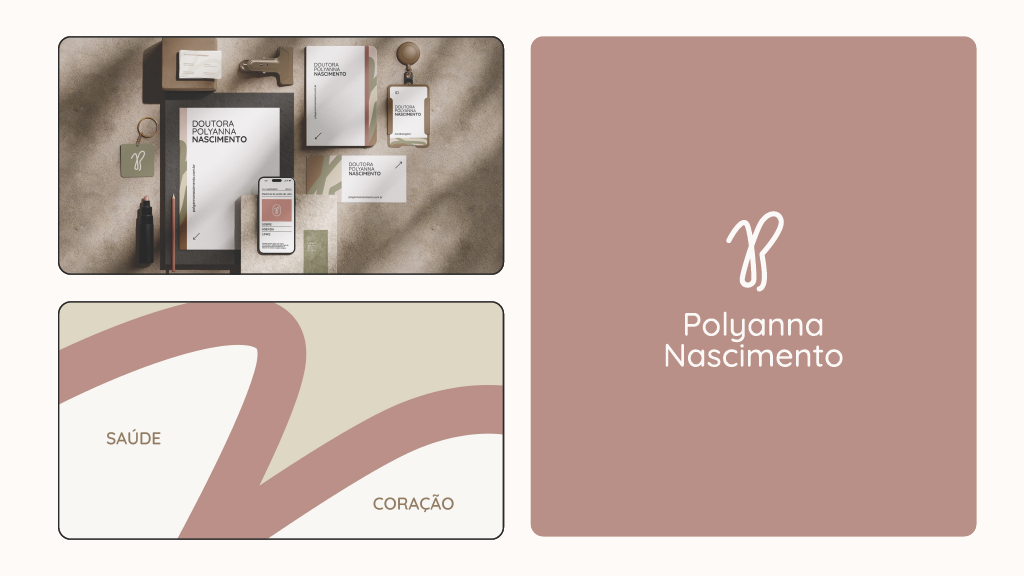 DOUTORA
POLYANNA
NASCIMENTO
DOUTORA
POLYANNA
NASCIMENTO
DOUTORA
POLYANNA
NASCIMENTO
DOUTORA
POLYANNA
NASCIMENTO
SAÚDE
CORAÇÃO
Polyanna
Nascimento